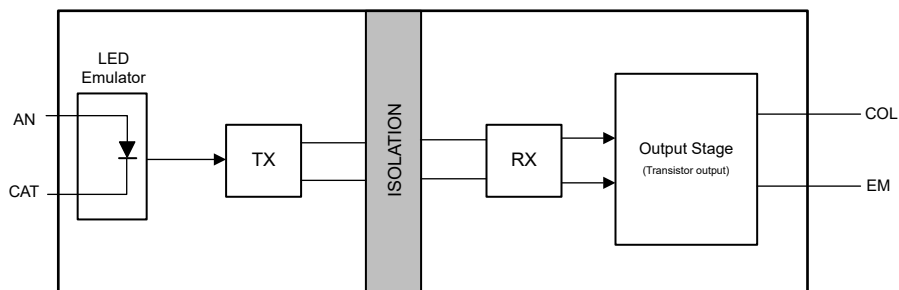 LED
Emulator
AN
CAT
TX
ISOLATION
RX
Output Stage
(Transistor output)
COL
EM